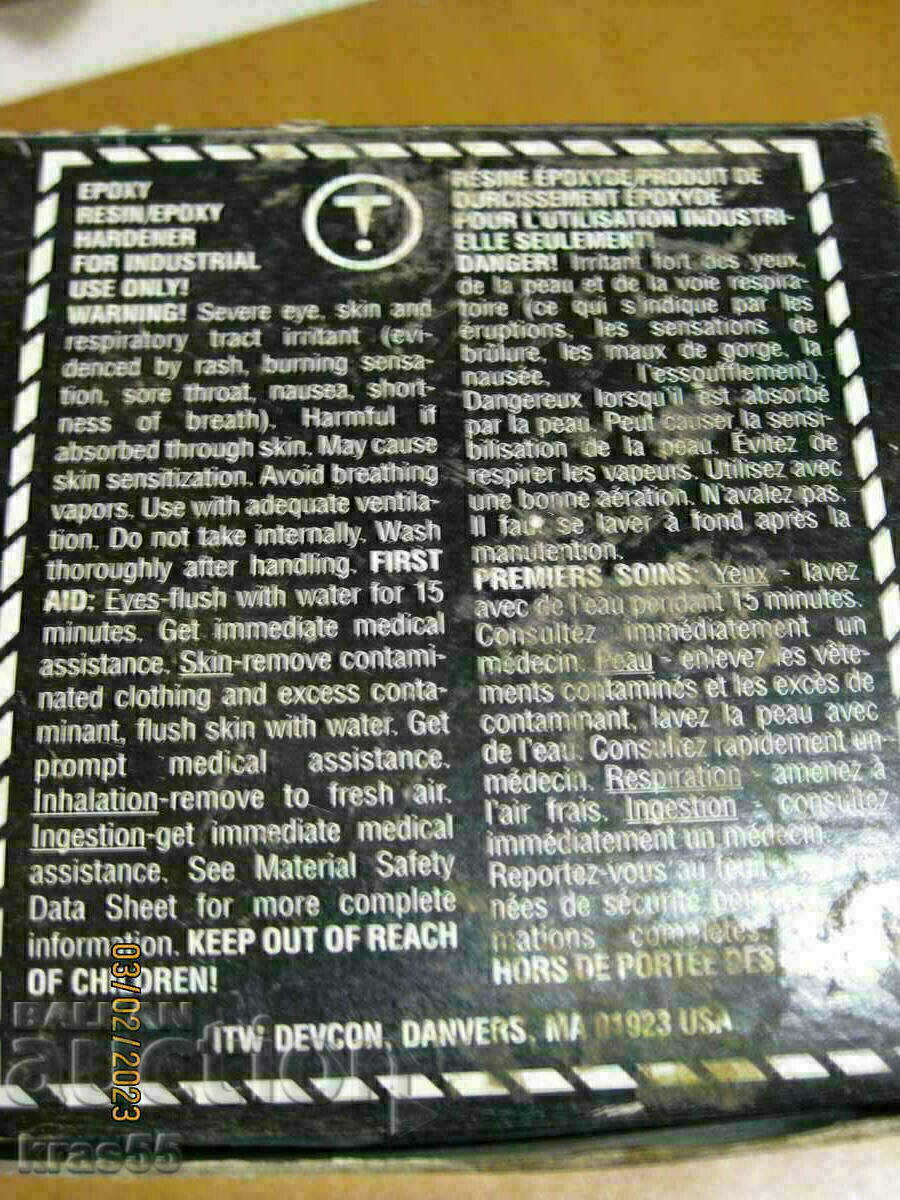 EPOXY
RESIN/EPOXY
HARDENER
FOR INDUSTRIAL
USE ONLY!
WARNING! Severe eye, skin and
respiratory tract irritant (evi-
denced by rash, burning sensa-
tion, sore throat, nausea, short-
ness of breath). Harmful if
absorbed through skin. May cause
skin sensitization. Avoid breathing
vapors. Use with adequate ventila-
tion. Do not take internally. Wash
thoroughly after handling. FIRST
AID: Eyes-flush with water for 15
minutes. Get immediate medical
assistance. Skin-remove contami-
nated clothing and excess conta-
minant, flush skin with water. Get
prompt medical assistance.
Inhalation-remove to fresh air.
Ingestion-get immediate medical
assistance. See Material Safety
Data Sheet for more complete
information. KEEP OUT OF REACH
OF CHILDREN!
RÉSINE ÉPOXYDE/PRODUIT DE
DURCISSEMENT ÉPOXYDE
POUR L'UTILISATION INDUSTRI-
ELLE SEULEMENT!
DANGER! Irritant fort des yeux,
de la peau et de la voie respira-
toire (ce qui s'indique par les
éruptions, les sensations de
brûlure, les maux de gorge, la
nausée, l'essoufflement).
Dangereux lorsqu'il est absorbé
par la peau. Peut causer la sensi-
bilisation de la peau. Évitez de
respirer les vapeurs. Utilisez avec
une bonne aération. N'avalez pas.
Il faut se laver à fond après la
manutention.
PREMIERS SOINS: Yeux - lavez
avec de l'eau pendant 15 minutes.
Consultez immédiatement un
médecin. Peau - enlevez les vête-
ments contaminés et les excès de
contaminant, lavez la peau avec
de l'eau. Consultez rapidement un
médecin. Respiration - amenez à
l'air frais. Ingestion - consultez
immédiatement un médecin.
Reportez-vous au
nées de sécurité
mations complètes.
HORS DE PORTÉE DES
ITW DEVCON, DANVERS, MA 01923 USA
BALKAN
auction
03/02/2023
kras55